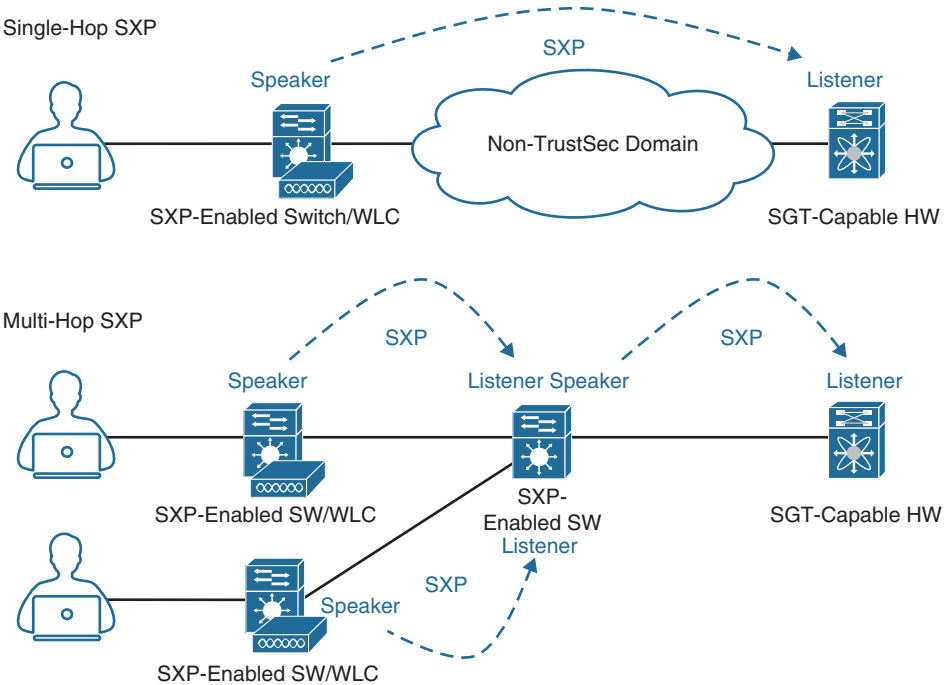 Single-Hop SXP
SXP
Speaker
Listener
Non-TrustSec Domain
SXP-Enabled Switch/WLC
SGT-Capable HW
Multi-Hop SXP
SXP
SXP
Speaker
Listener Speaker
Listener
SXP-Enabled SW/WLC
SXP-
Enabled SW
SGT-Capable HW
Listener
SXP
Speaker
SXP-Enabled SW/WLC